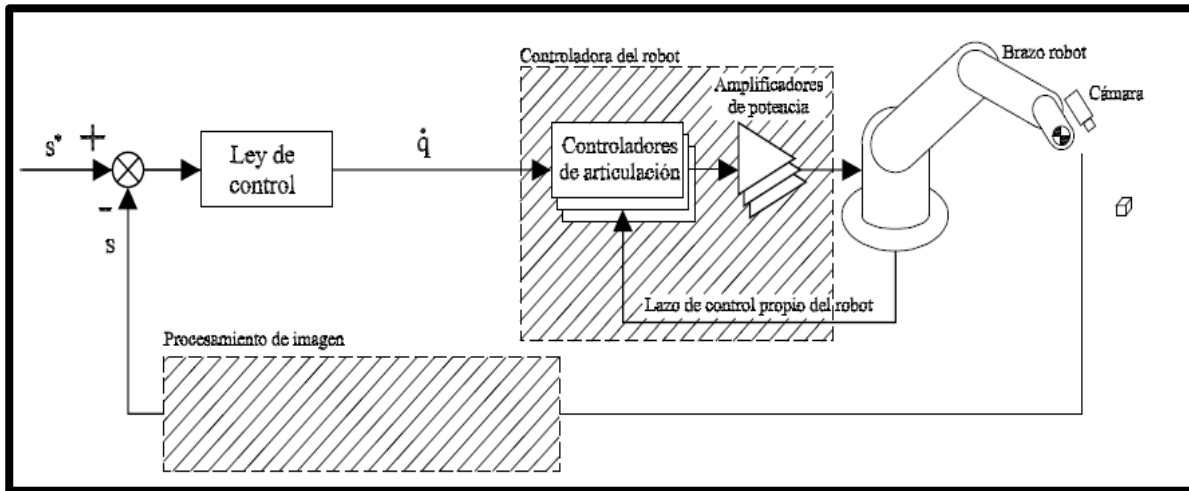 Controladora del robot
Brazo robot
Amplificadores
de potencia
Cámara
s* +
Ley de
control
q̇
Controladores
de articulación
-
s
Lazo de control propio del robot
Procesamiento de imagen